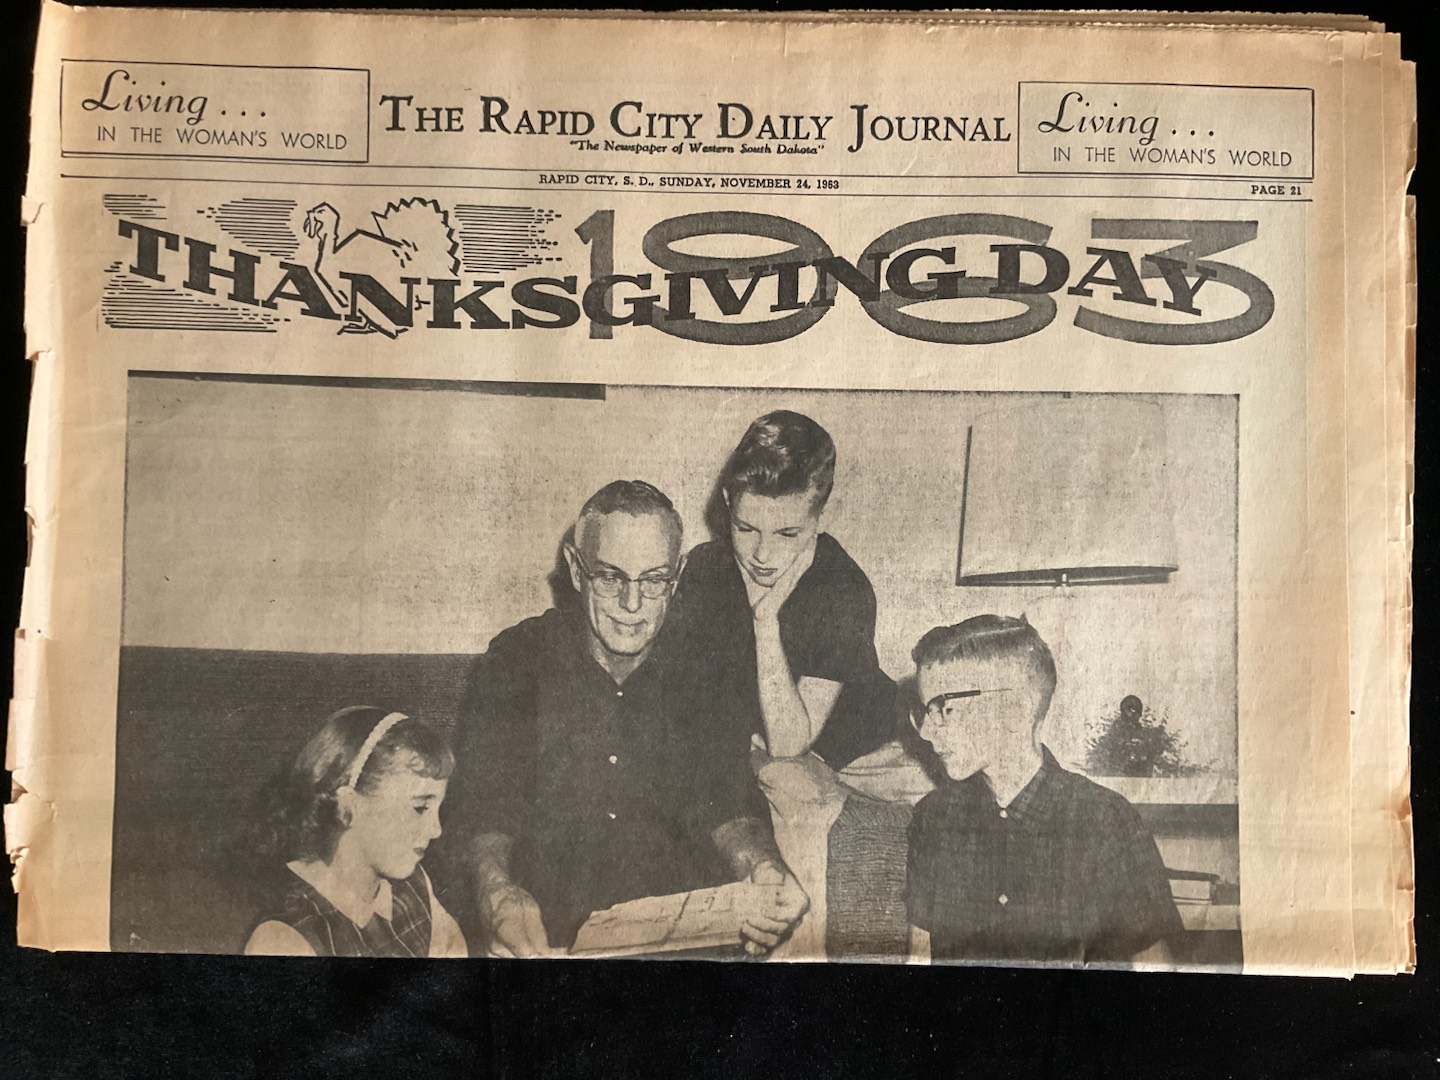 Living...
IN THE WOMAN'S WORLD
THE RAPID CITY DAILY JOURNAL
"The Newspaper of Western South Dakota"
Living...
IN THE WOMAN'S WORLD
RAPID CITY, S. D., SUNDAY, NOVEMBER 24, 1963
PAGE 21
1963
THANKSGIVING DAY